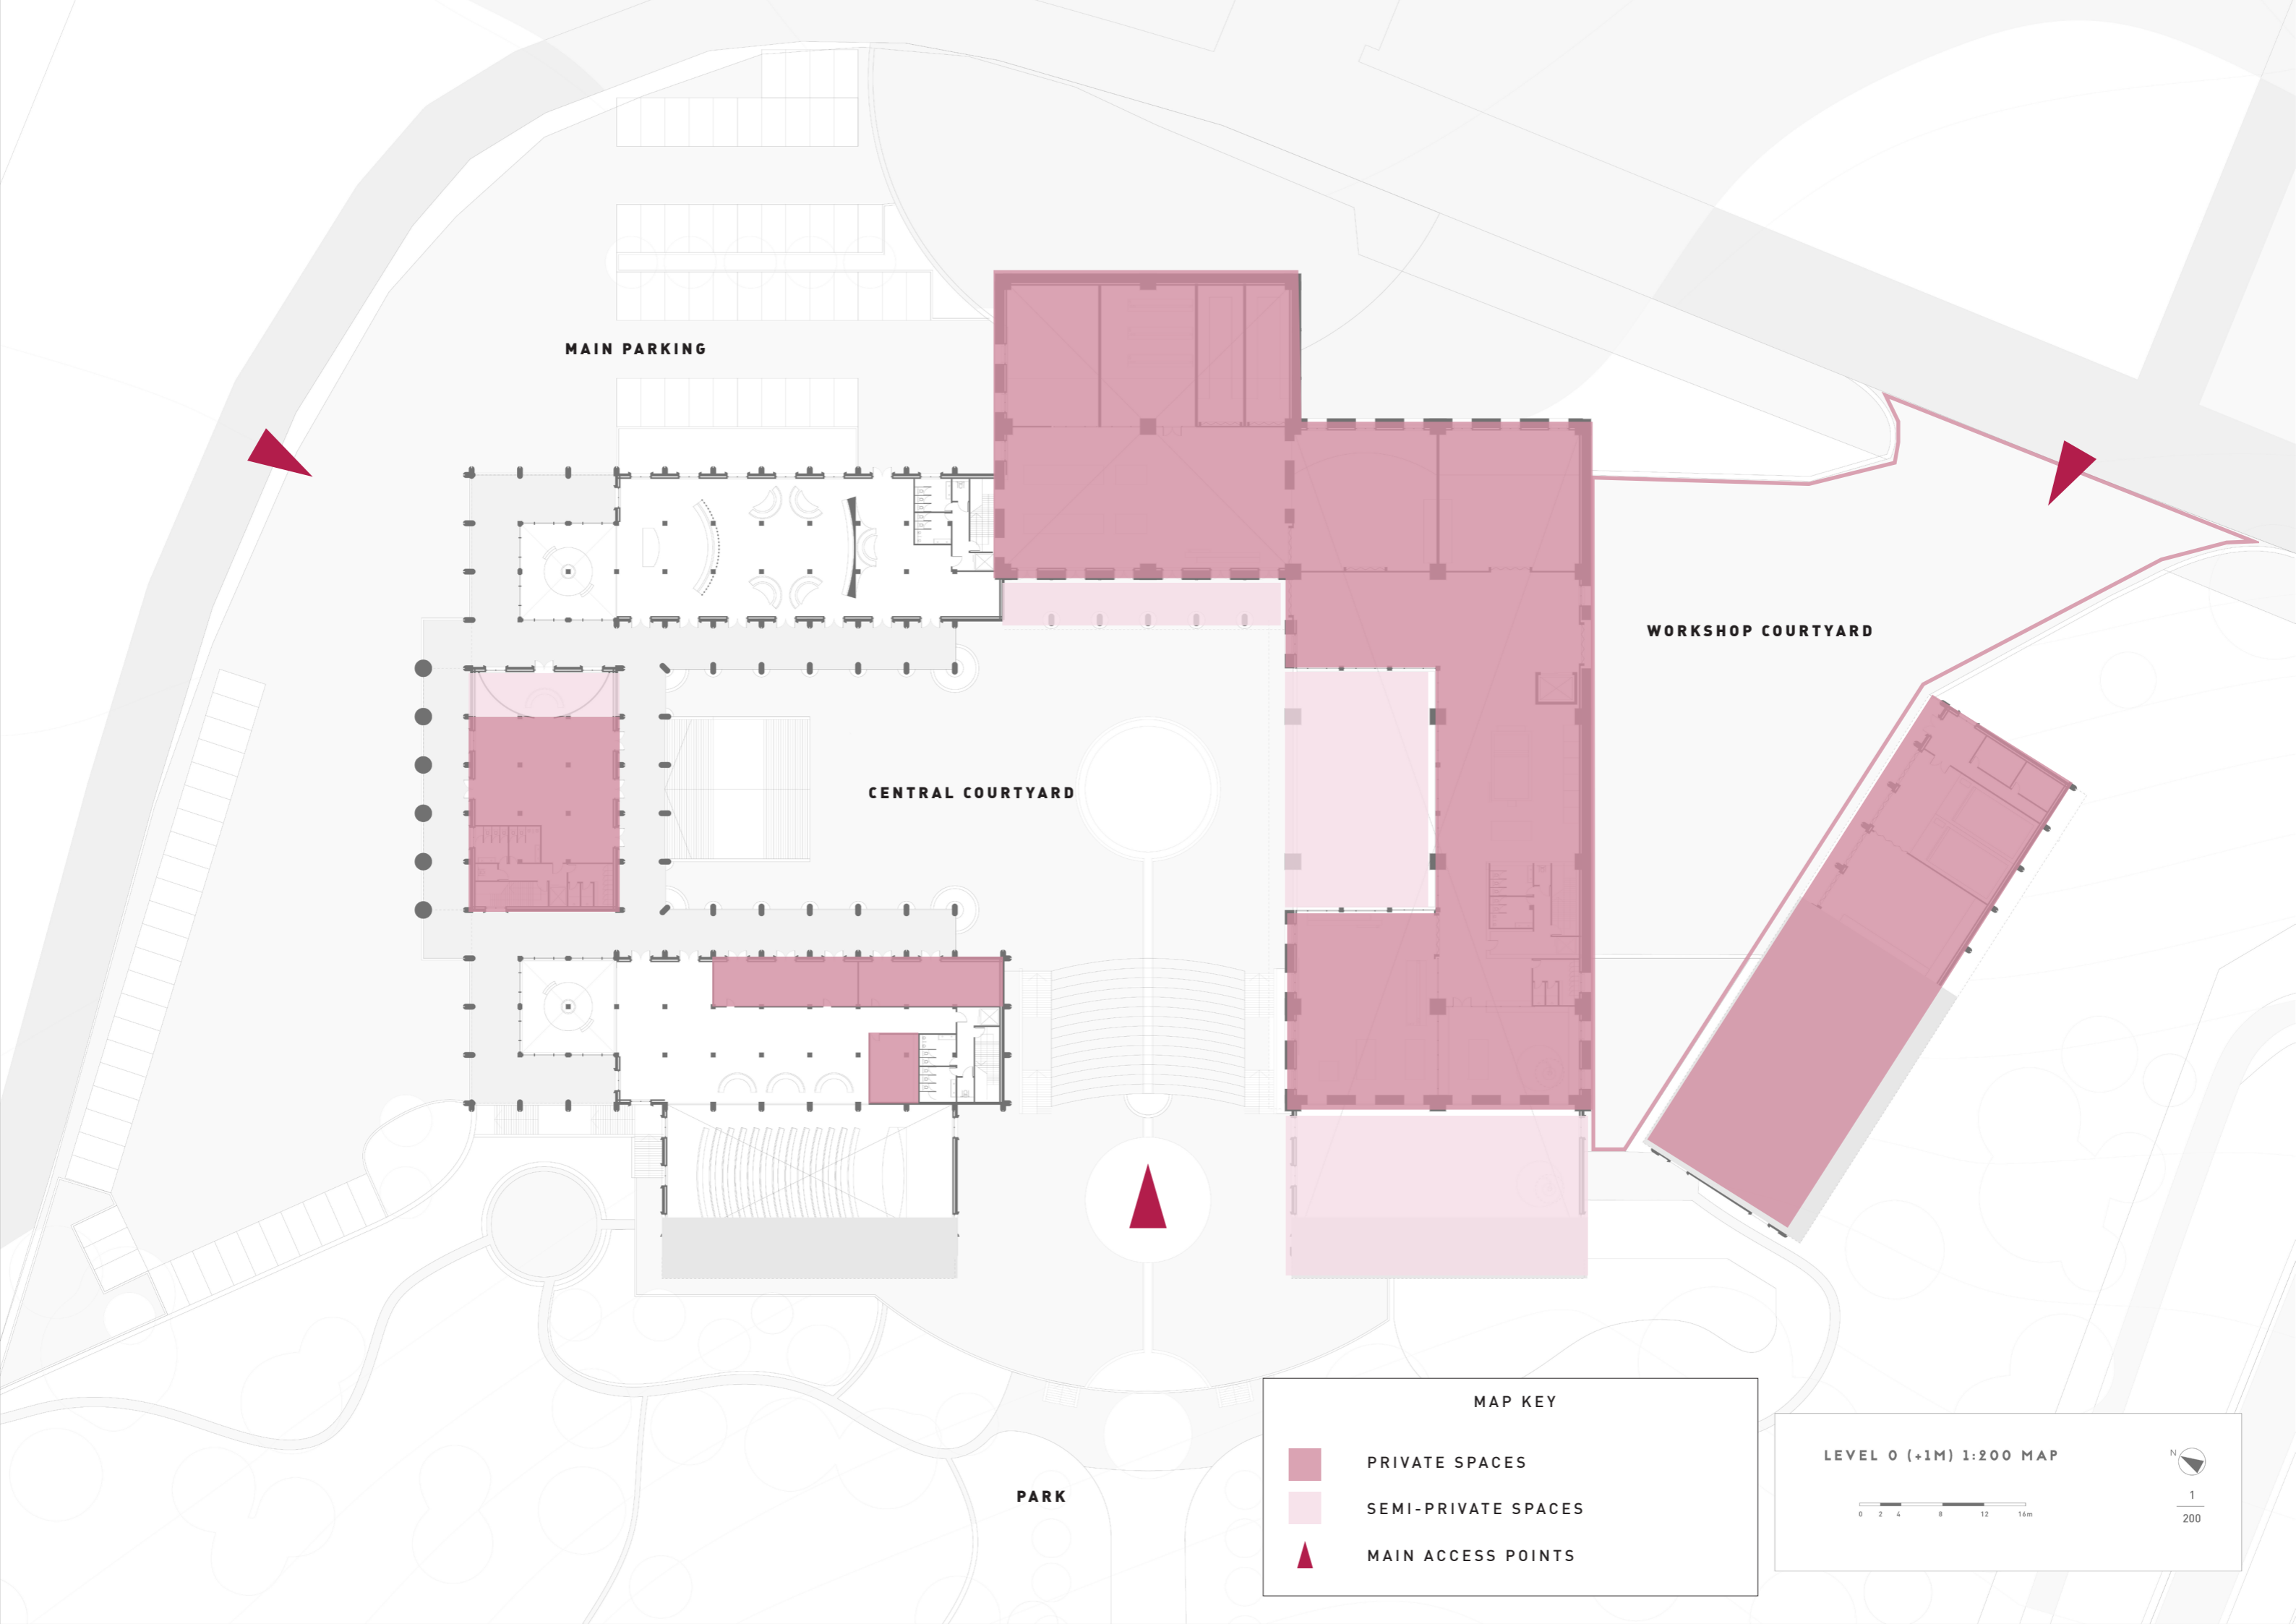 MAIN PARKING
WORKSHOP COURTYARD
CENTRAL COURTYARD
PARK
MAP KEY
PRIVATE SPACES
SEMI-PRIVATE SPACES
MAIN ACCESS POINTS
LEVEL 0 (+1M) 1:200 MAP
N
0 2 4 8 12 16m
1
200